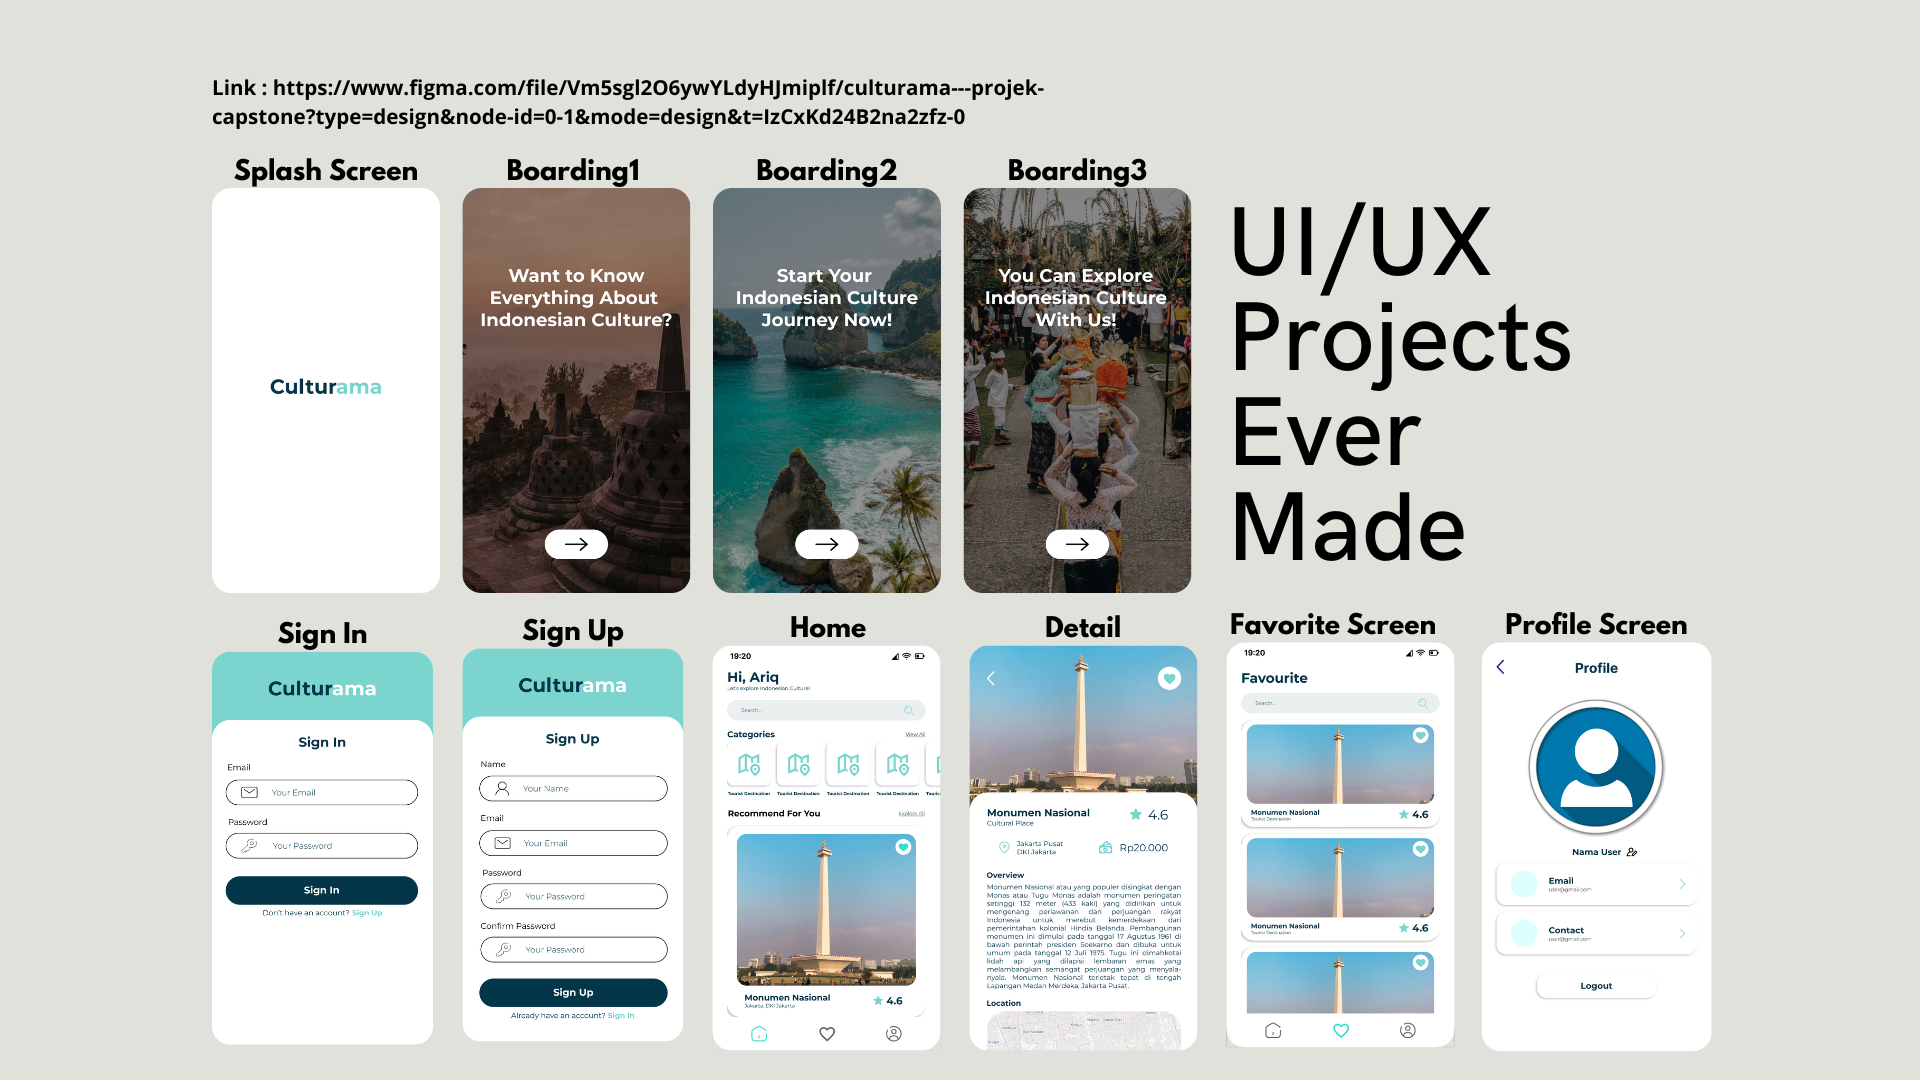 Link : https://www.figma.com/file/Vm5sgl2O6ywYLdyHJmiplf/culturama---projek-
capstone?type=design&node-id=0-1&mode=design&t=IzCxKd24B2na2zfz-0
Splash Screen
Culturama
Boarding1
Want to Know
Everything About
Indonesian Culture?
Boarding2
Start Your
Indonesian Culture
Journey Now!
Boarding3
You Can Explore
Indonesian Culture
With Us!
UI/UX
Projects
Ever
Made
Sign In
Culturama
Sign In
Email
Your Email
Password
Your Password
Sign In
Don't have an account? Sign Up
Sign Up
Culturama
Sign Up
Name
Your Name
Email
Your Email
Password
Your Password
Confirm Password
Your Password
Sign Up
Already have an account? Sign In
Home
19:20
Hi, Ariq
Let's explore Indonesian Culture!
Search...
Categories View All
Tourist Destination Tourist Destination Tourist Destination Tourist Destination
Recommend For You Explore All
Monumen Nasional
Jakarta, DKI Jakarta
4.6
Detail
Monumen Nasional
Cultural Place
4.6
Jakarta Pusat
DKI Jakarta
Rp20.000
Overview
Monumen Nasional atau yang populer disingkat dengan
Monas atau Tugu Monas adalah monumen peringatan
setinggi 132 meter (433 kaki) yang didirikan untuk
mengenang perlawanan dan perjuangan rakyat
Indonesia untuk merebut kemerdekaan dari
pemerintahan kolonial Hindia Belanda. Pembangunan
monumen ini dimulai pada tanggal 17 Agustus 1961 di
bawah perintah presiden Soekarno dan dibuka untuk
umum pada tanggal 12 Juli 1975. Tugu ini dimahkotai
lidah api yang dilapisi lembaran emas yang
melambangkan semangat perjuangan yang menyala-
nyala. Monumen Nasional terletak tepat di tengah
Lapangan Medan Merdeka, Jakarta Pusat.
Location
Favorite Screen
19:20
Favourite
Search...
Monumen Nasional
Tourist Destination
4.6
Monumen Nasional
Tourist Destination
4.6
Profile Screen
Profile
Nama User
Email
user@gmail.com
Contact
user@gmail.com
Logout